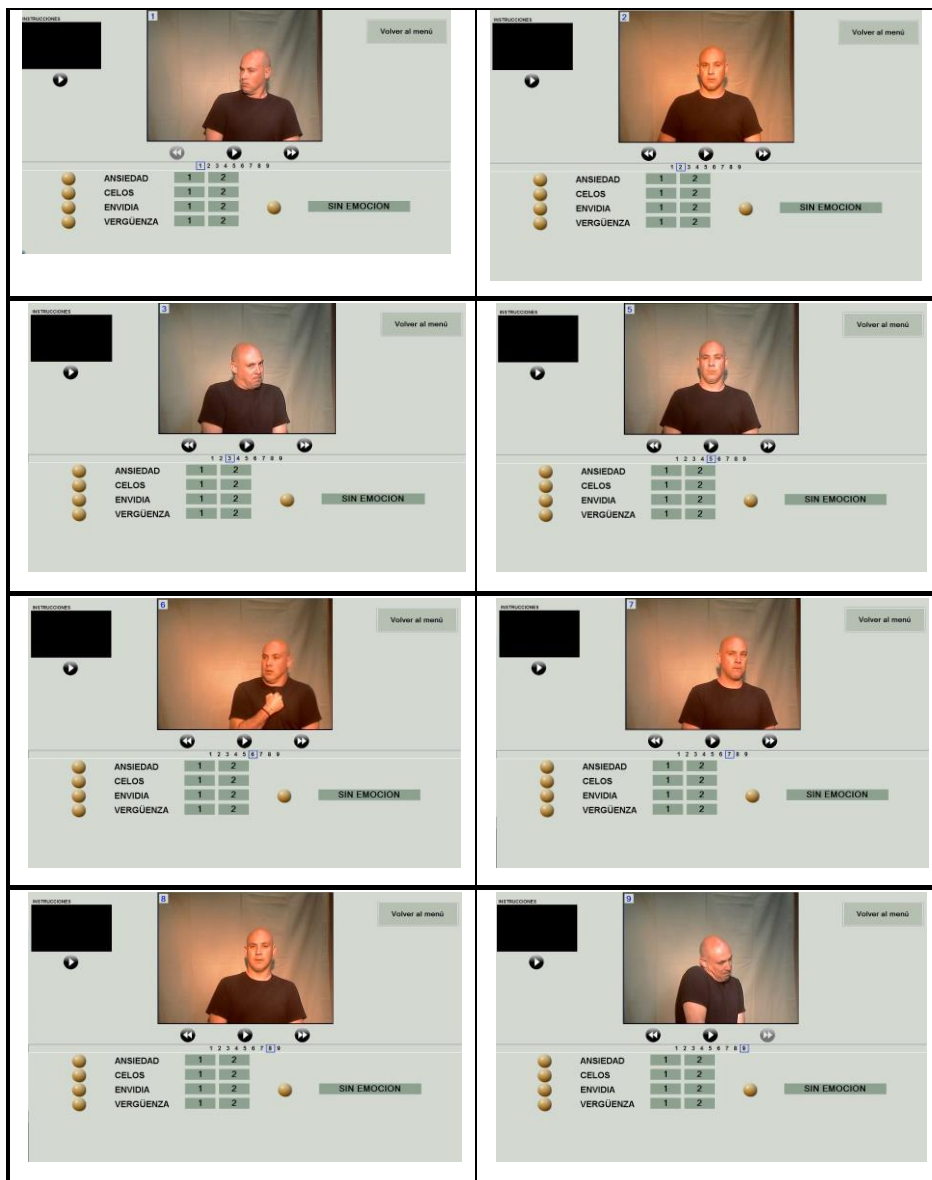 INSTRUCCIONES
1
Volver al menú
1 2 3 4 5 6 7 8 9
ANSIEDAD 1 2
CELOS 1 2
ENVIDIA 1 2 SIN EMOCION
VERGÜENZA 1 2
INSTRUCCIONES
2
Volver al menú
1 2 3 4 5 6 7 8 9
ANSIEDAD 1 2
CELOS 1 2
ENVIDIA 1 2 SIN EMOCION
VERGÜENZA 1 2
INSTRUCCIONES
3
Volver al menú
1 2 3 4 5 6 7 8 9
ANSIEDAD 1 2
CELOS 1 2
ENVIDIA 1 2 SIN EMOCION
VERGÜENZA 1 2
INSTRUCCIONES
5
Volver al menú
1 2 3 4 5 6 7 8 9
ANSIEDAD 1 2
CELOS 1 2
ENVIDIA 1 2 SIN EMOCION
VERGÜENZA 1 2
INSTRUCCIONES
6
Volver al menú
1 2 3 4 5 6 7 8 9
ANSIEDAD 1 2
CELOS 1 2
ENVIDIA 1 2 SIN EMOCION
VERGÜENZA 1 2
INSTRUCCIONES
7
Volver al menú
1 2 3 4 5 6 7 8 9
ANSIEDAD 1 2
CELOS 1 2
ENVIDIA 1 2 SIN EMOCION
VERGÜENZA 1 2
INSTRUCCIONES
8
Volver al menú
1 2 3 4 5 6 7 8 9
ANSIEDAD 1 2
CELOS 1 2
ENVIDIA 1 2 SIN EMOCION
VERGÜENZA 1 2
INSTRUCCIONES
9
Volver al menú
1 2 3 4 5 6 7 8 9
ANSIEDAD 1 2
CELOS 1 2
ENVIDIA 1 2 SIN EMOCION
VERGÜENZA 1 2